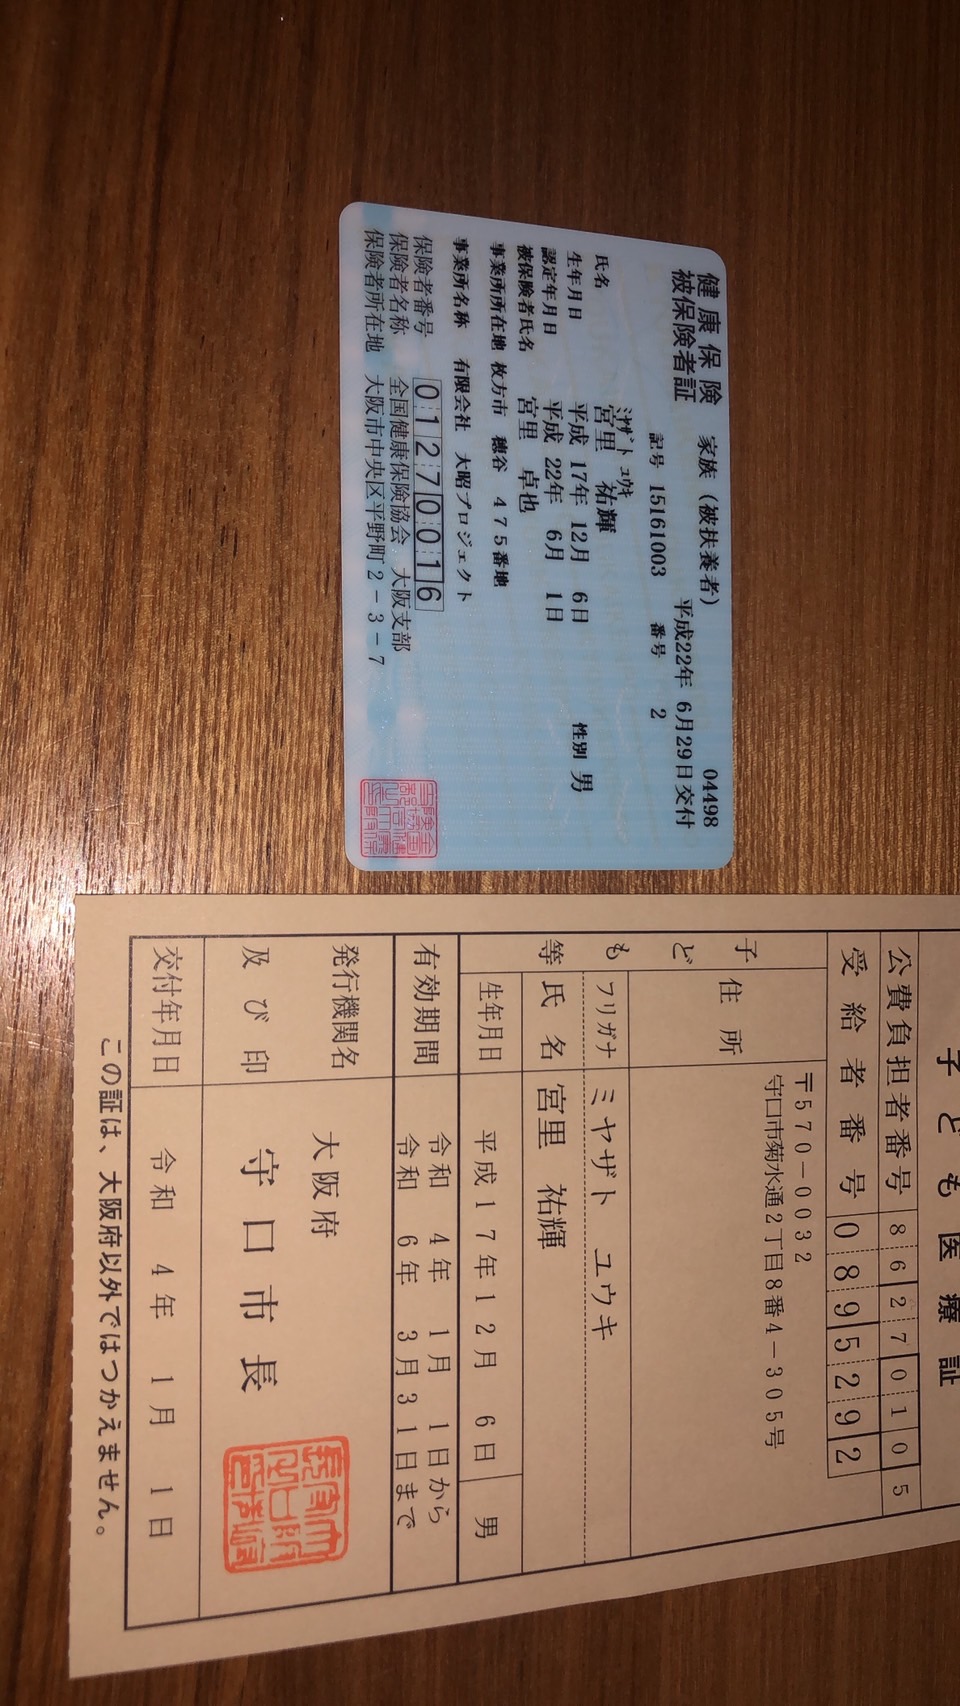 健康保険 家族（被扶養者） 04498
被保険者証 平成22年 6月29日交付
記号 15161003 番号 2
ミヤザト ユウキ
氏名 宮里 祐輝
生年月日 平成 17年 12月 6日 性別 男
認定年月日 平成 22年 6月 1日
被保険者氏名 宮里 卓也
事業所所在地 枚方市 穂谷 475番地
事業所名称 有限会社 大昭プロジェクト
保険者番号 01270016
保険者名称 全国健康保険協会 大阪支部
保険者所在地 大阪市中央区平野町2-3-7
子ども医療証
公費負担者番号 86270105
受給者番号 0895292
子ども等
住所 〒570-0032
守口市菊水通2丁目8番4-305号
フリガナ ミヤザト ユウキ
氏名 宮里 祐輝
生年月日 平成17年12月 6日 男
有効期間 令和 4年 1月 1日から
令和 6年 3月31日まで
発行機関名 大阪府
及び印 守口市長
交付年月日 令和 4年 1月 1日
この証は、大阪府以外ではつかえません。